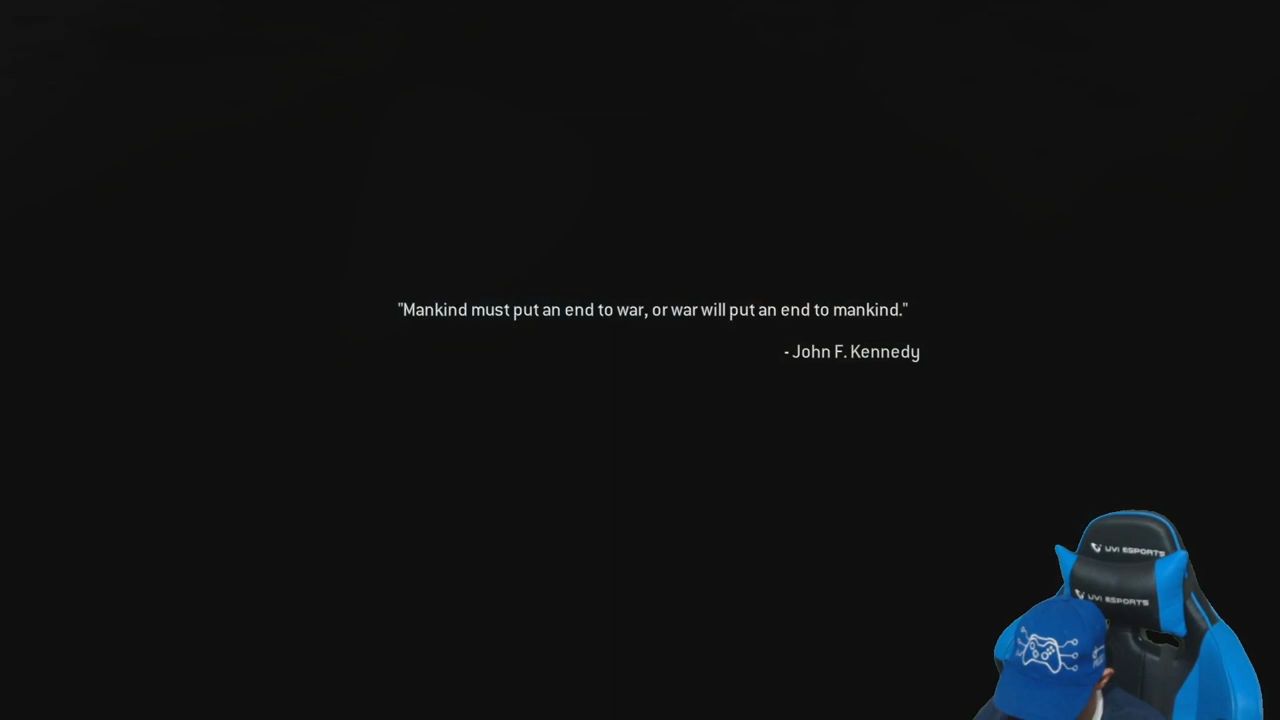 "Mankind must put an end to war, or war will put an end to mankind."
- John F. Kennedy
UVI ESPORTS
UVI ESPORTS